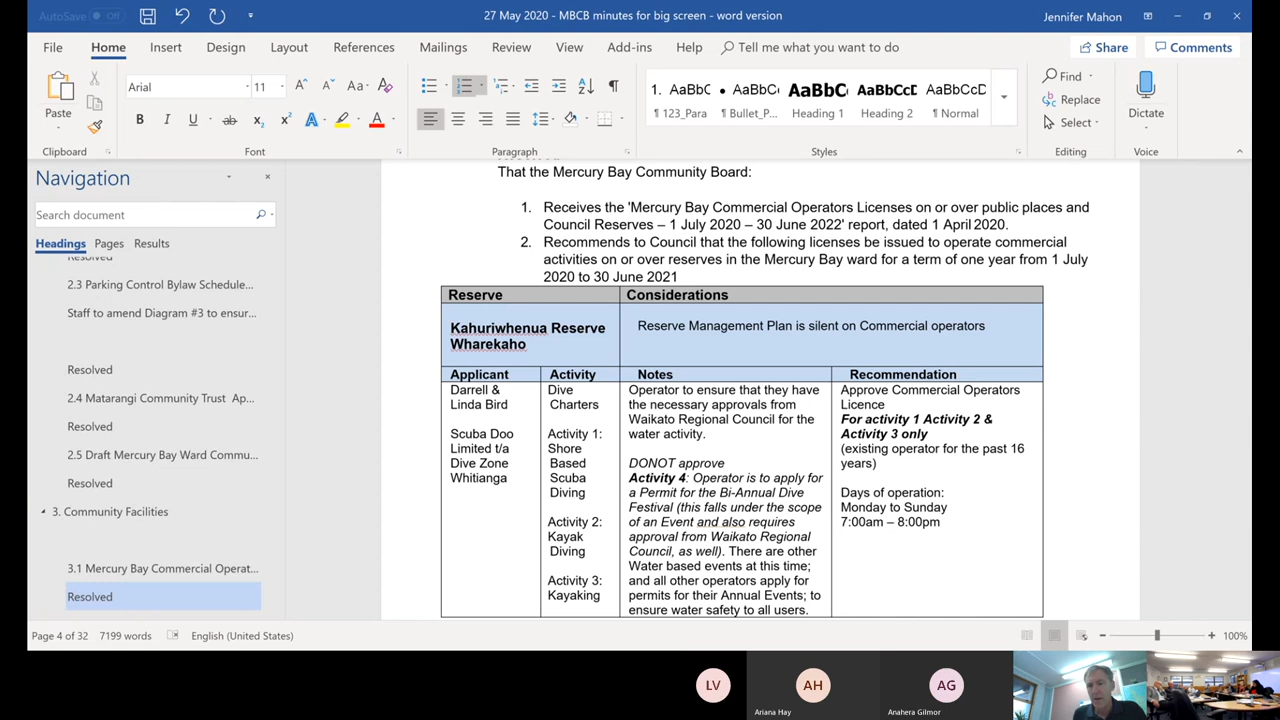 AutoSave Off
27 May 2020 - MBCB minutes for big screen - word version
Jennifer Mahon
File Home Insert Design Layout References Mailings Review View Add-ins Help Tell me what you want to do Share Comments
Paste
Arial 11
B I U ab x₂ x² A A
1. AaBbC • AaBbC AaBbC AaBbCcD AaBbCcD
¶ 123_Para ¶ Bullet_P... Heading 1 Heading 2 ¶ Normal
Find
Replace
Select
Dictate
Clipboard Font Paragraph Styles Editing Voice
Navigation
Search document
Headings Pages Results
Resolved
2.3 Parking Control Bylaw Schedule...
Staff to amend Diagram #3 to ensur...
Resolved
2.4 Matarangi Community Trust Ap...
Resolved
2.5 Draft Mercury Bay Ward Commu...
Resolved
3. Community Facilities
3.1 Mercury Bay Commercial Operat...
Resolved
That the Mercury Bay Community Board:
1. Receives the 'Mercury Bay Commercial Operators Licenses on or over public places and
Council Reserves – 1 July 2020 – 30 June 2022' report, dated 1 April 2020.
2. Recommends to Council that the following licenses be issued to operate commercial
activities on or over reserves in the Mercury Bay ward for a term of one year from 1 July
2020 to 30 June 2021
Reserve Considerations
Kahuriwhenua Reserve
Wharekaho
Reserve Management Plan is silent on Commercial operators
Applicant Activity Notes Recommendation
Darrell &
Linda Bird
Scuba Doo
Limited t/a
Dive Zone
Whitianga
Dive
Charters
Activity 1:
Shore
Based
Scuba
Diving
Activity 2:
Kayak
Diving
Activity 3:
Kayaking
Operator to ensure that they have
the necessary approvals from
Waikato Regional Council for the
water activity.
DONOT approve
Activity 4: Operator is to apply for
a Permit for the Bi-Annual Dive
Festival (this falls under the scope
of an Event and also requires
approval from Waikato Regional
Council, as well). There are other
Water based events at this time;
and all other operators apply for
permits for their Annual Events; to
ensure water safety to all users.
Approve Commercial Operators
Licence
For activity 1 Activity 2 &
Activity 3 only
(existing operator for the past 16
years)
Days of operation:
Monday to Sunday
7:00am – 8:00pm
Page 4 of 32 7199 words English (United States) 100%
LV
AH
AG
Ariana Hay
Anahera Gilmor